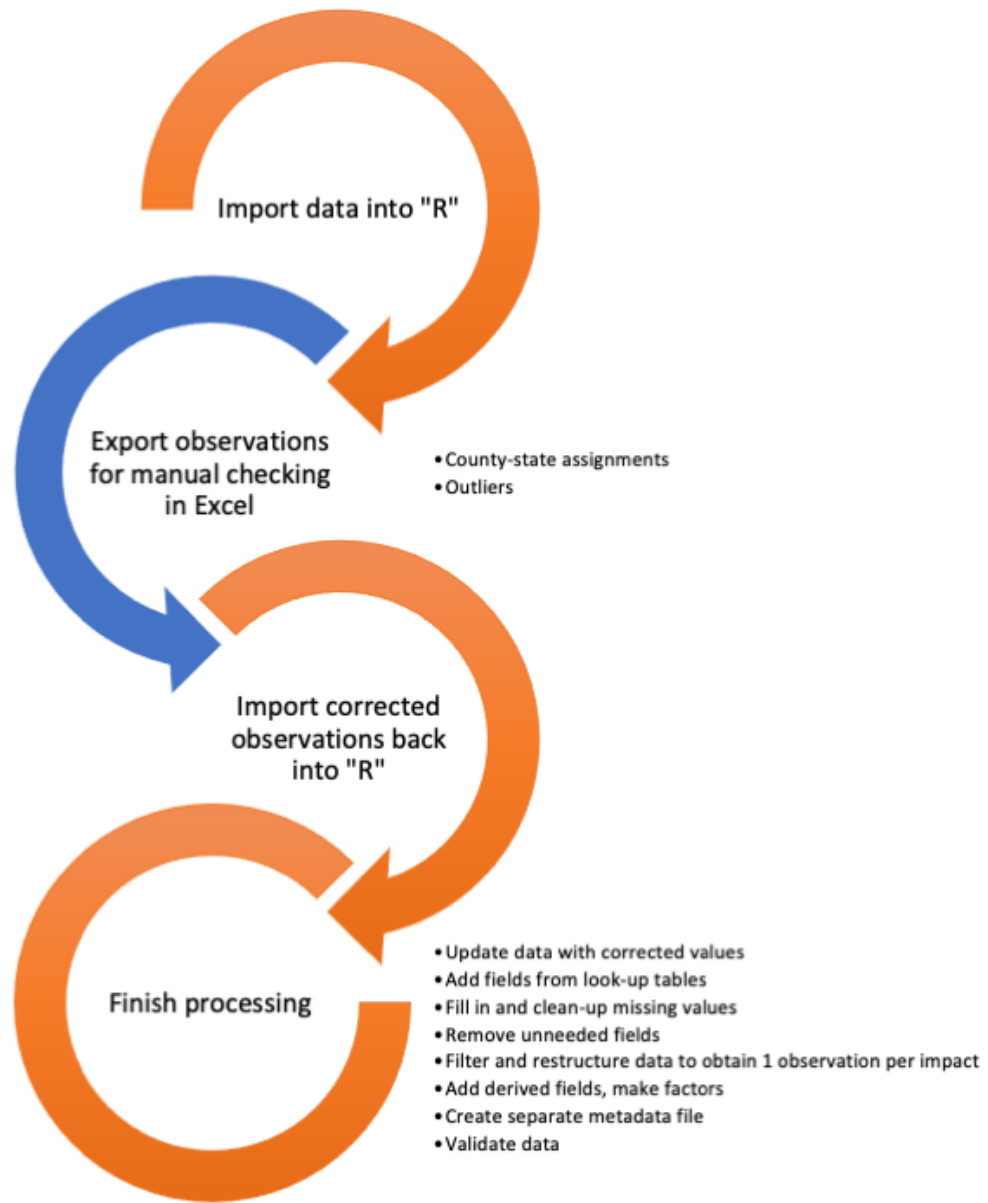 Import data into "R"
Export observations
for manual checking
in Excel
• County-state assignments
• Outliers
Import corrected
observations back
into "R"
Finish processing
• Update data with corrected values
• Add fields from look-up tables
• Fill in and clean-up missing values
• Remove unneeded fields
• Filter and restructure data to obtain 1 observation per impact
• Add derived fields, make factors
• Create separate metadata file
• Validate data